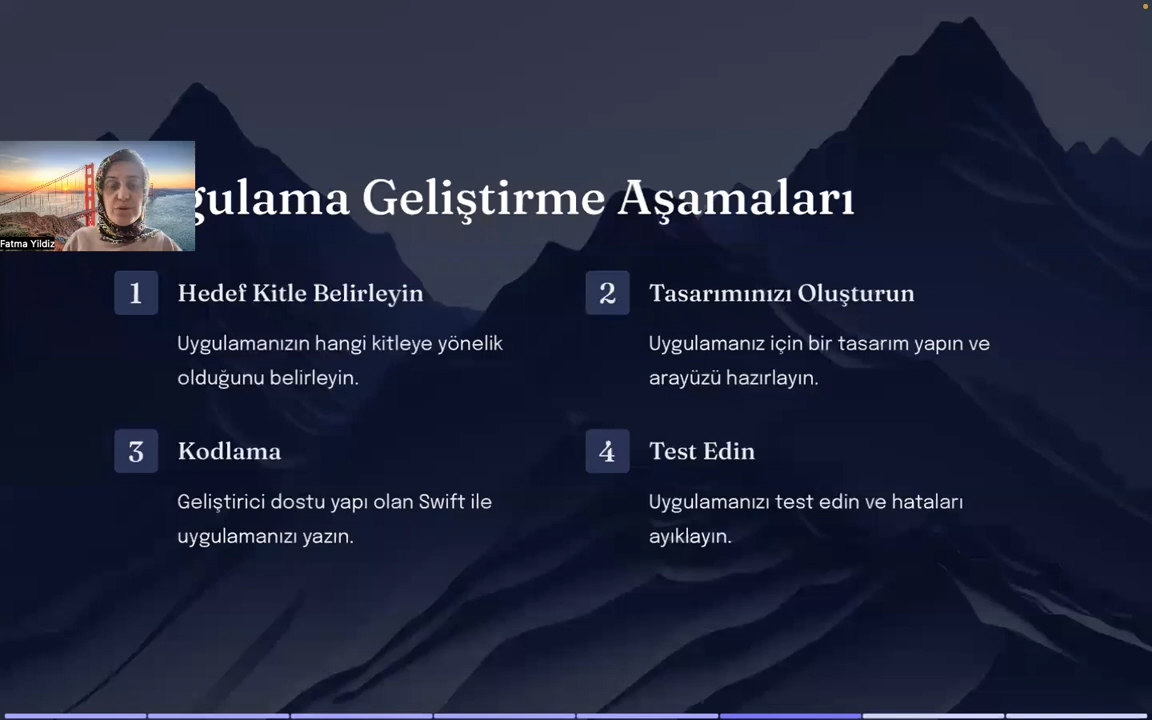 gulama Geliştirme Aşamaları
Fatma Yildiz
1
Hedef Kitle Belirleyin
Uygulamanızın hangi kitleye yönelik
olduğunu belirleyin.
2
Tasarımınızı Oluşturun
Uygulamanız için bir tasarım yapın ve
arayüzü hazırlayın.
3
Kodlama
Geliştirici dostu yapı olan Swift ile
uygulamanızı yazın.
4
Test Edin
Uygulamanızı test edin ve hataları
ayıklayın.